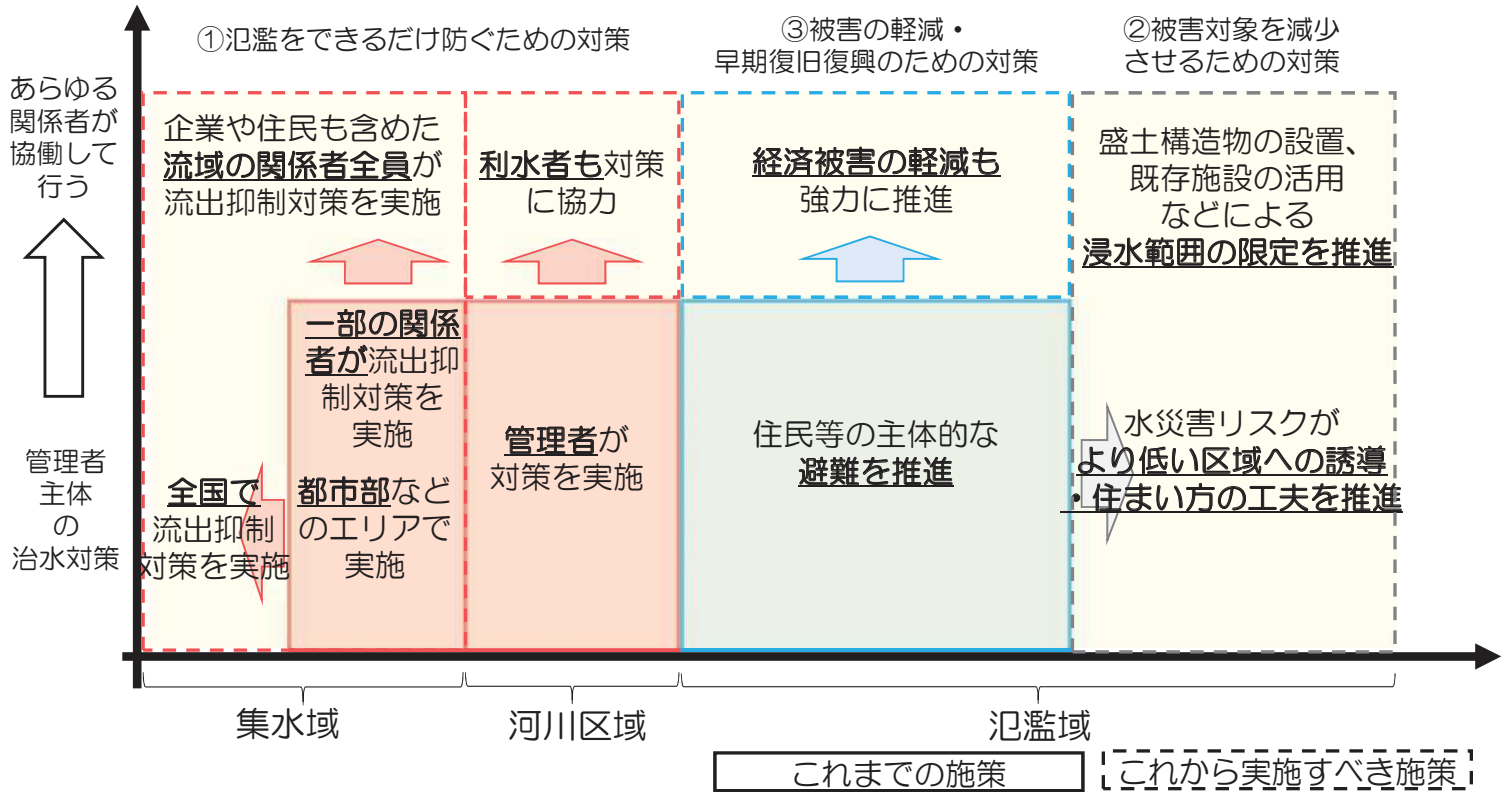 ①氾濫をできるだけ防ぐための対策
③被害の軽減・
早期復旧復興のための対策
②被害対象を減少
させるための対策
あらゆる
関係者が
協働して
行う
管理者
主体
の
治水対策
企業や住民も含めた
流域の関係者全員が
流出抑制対策を実施
利水者も対策
に協力
経済被害の軽減も
強力に推進
盛土構造物の設置、
既存施設の活用
などによる
浸水範囲の限定を推進
一部の関係
者が流出抑
制対策を
実施
全国で
流出抑制
対策を実施
都市部など
のエリアで
実施
管理者が
対策を実施
住民等の主体的な
避難を推進
水災害リスクが
より低い区域への誘導
・住まい方の工夫を推進
集水域
河川区域
氾濫域
これまでの施策
これから実施すべき施策